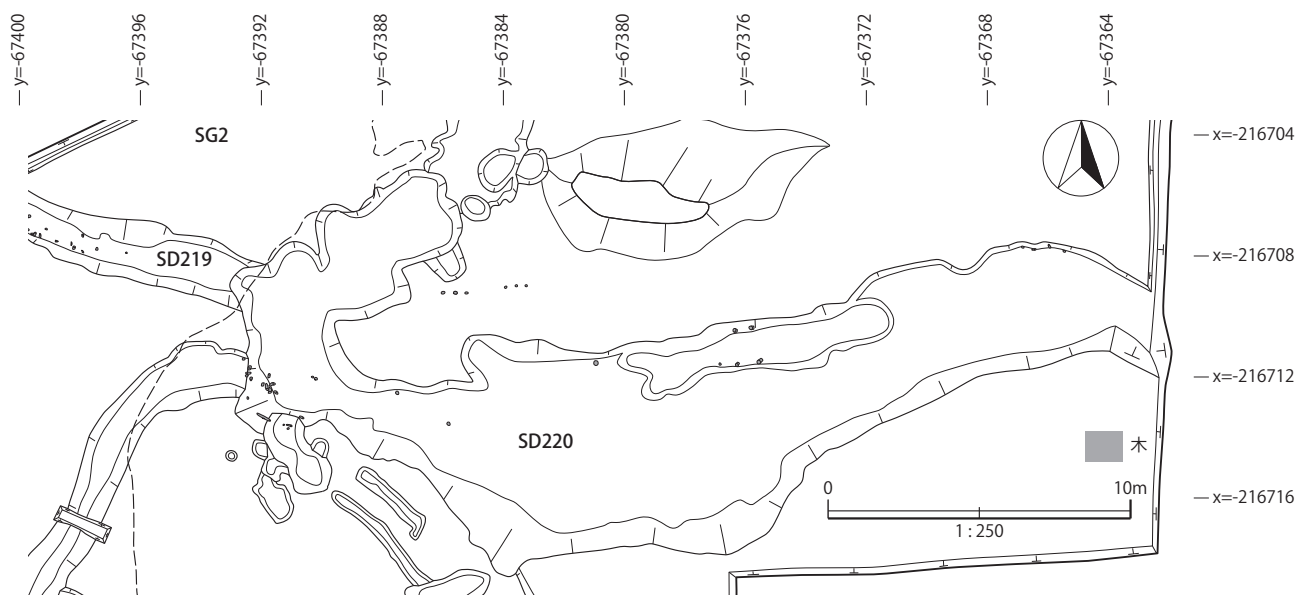 y=-67400
y=-67396
y=-67392
y=-67388
y=-67384
y=-67380
y=-67376
y=-67372
y=-67368
y=-67364
x=-216704
SG2
x=-216708
SD219
x=-216712
SD220
木
0 10m
x=-216716
1 : 250